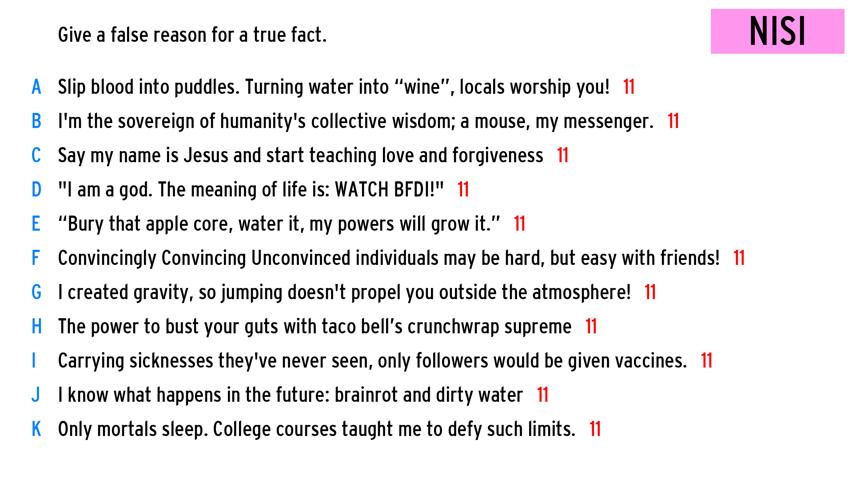 Give a false reason for a true fact.
NISI
A Slip blood into puddles. Turning water into “wine”, locals worship you! 11
B I'm the sovereign of humanity's collective wisdom; a mouse, my messenger. 11
C Say my name is Jesus and start teaching love and forgiveness 11
D "I am a god. The meaning of life is: WATCH BFDI!" 11
E “Bury that apple core, water it, my powers will grow it.” 11
F Convincingly Convincing Unconvinced individuals may be hard, but easy with friends! 11
G I created gravity, so jumping doesn't propel you outside the atmosphere! 11
H The power to bust your guts with taco bell’s crunchwrap supreme 11
I Carrying sicknesses they've never seen, only followers would be given vaccines. 11
J I know what happens in the future: brainrot and dirty water 11
K Only mortals sleep. College courses taught me to defy such limits. 11